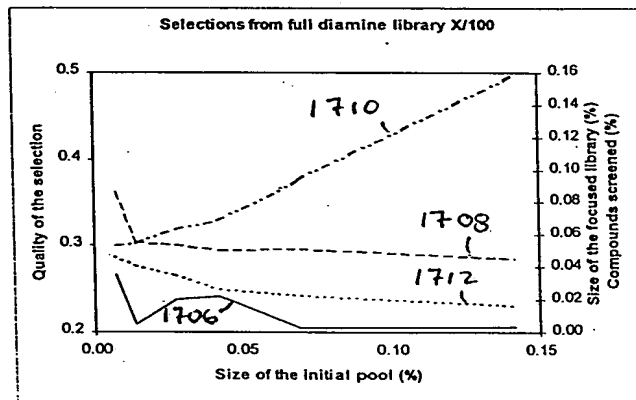 Selections from full diamine library X/100
0.5
0.4
0.3
0.2
Quality of the selection
0.16
0.14
0.12
0.10
0.08
0.06
0.04
0.02
0.00
Size of the focused library (%)
Compounds screened (%)
1710
1708
1712
1706
0.00 0.05 0.10 0.15
Size of the initial pool (%)